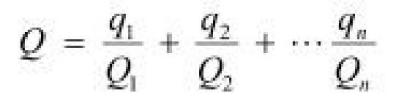 Q = q₁/Q₁ + q₂/Q₂ + ⋯ qₙ/Qₙ